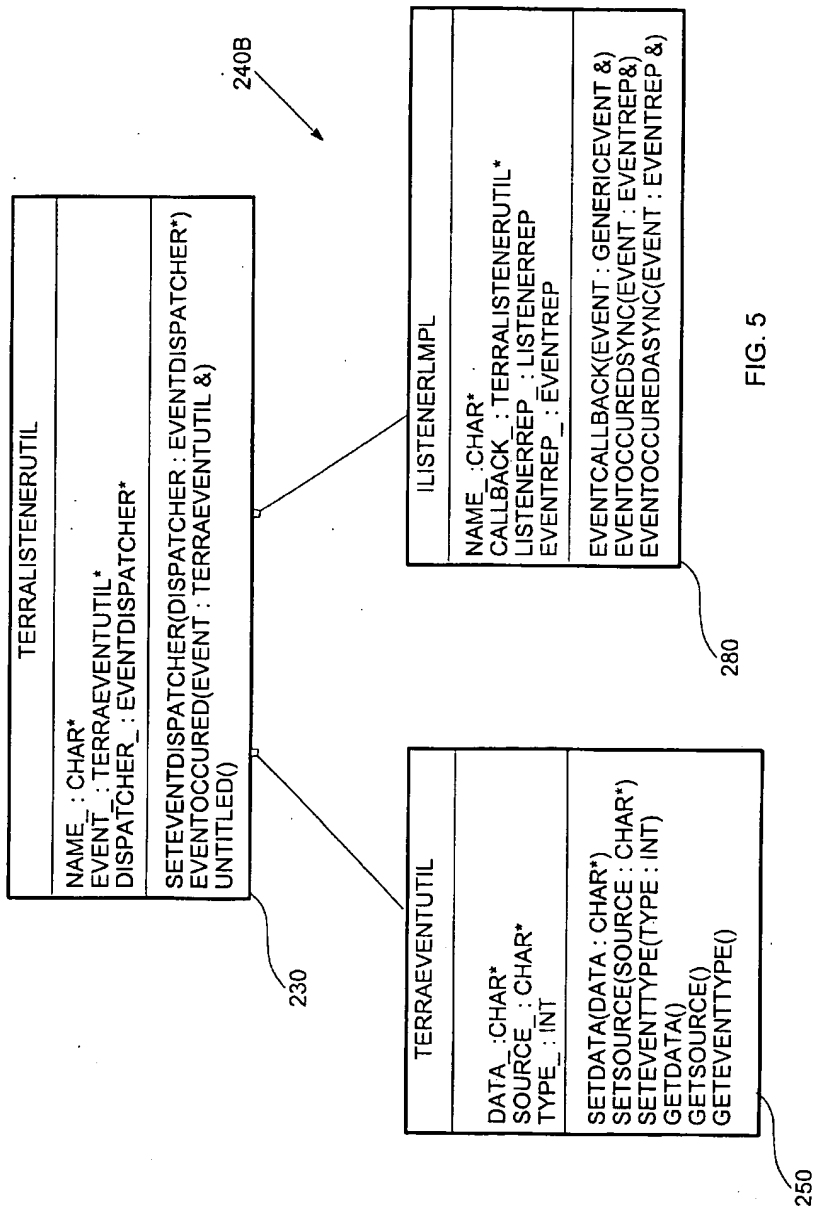 240B
TERRALISTENERUTIL
NAME_ : CHAR*
EVENT_ : TERRAEVENTUTIL*
DISPATCHER_ : EVENTDISPATCHER*
SETEVENTDISPATCHER(DISPATCHER : EVENTDISPATCHER*)
EVENTOCCURED(EVENT : TERRAEVENTUTIL &)
UNTITLED()
230
TERRAEVENTUTIL
DATA_ :CHAR*
SOURCE_ : CHAR*
TYPE_ : INT
SETDATA(DATA : CHAR*)
SETSOURCE(SOURCE : CHAR*)
SETEVENTTYPE(TYPE : INT)
GETDATA()
GETSOURCE()
GETEVENTTYPE()
250
ILISTENERLMPL
NAME_ :CHAR*
CALLBACK_ : TERRALISTENERUTIL*
LISTENERREP_ : LISTENERREP
EVENTREP_ : EVENTREP
EVENTCALLBACK(EVENT : GENERICEVENT &)
EVENTOCCUREDSYNC(EVENT : EVENTREP&)
EVENTOCCUREDASYNC(EVENT : EVENTREP &)
280
FIG. 5